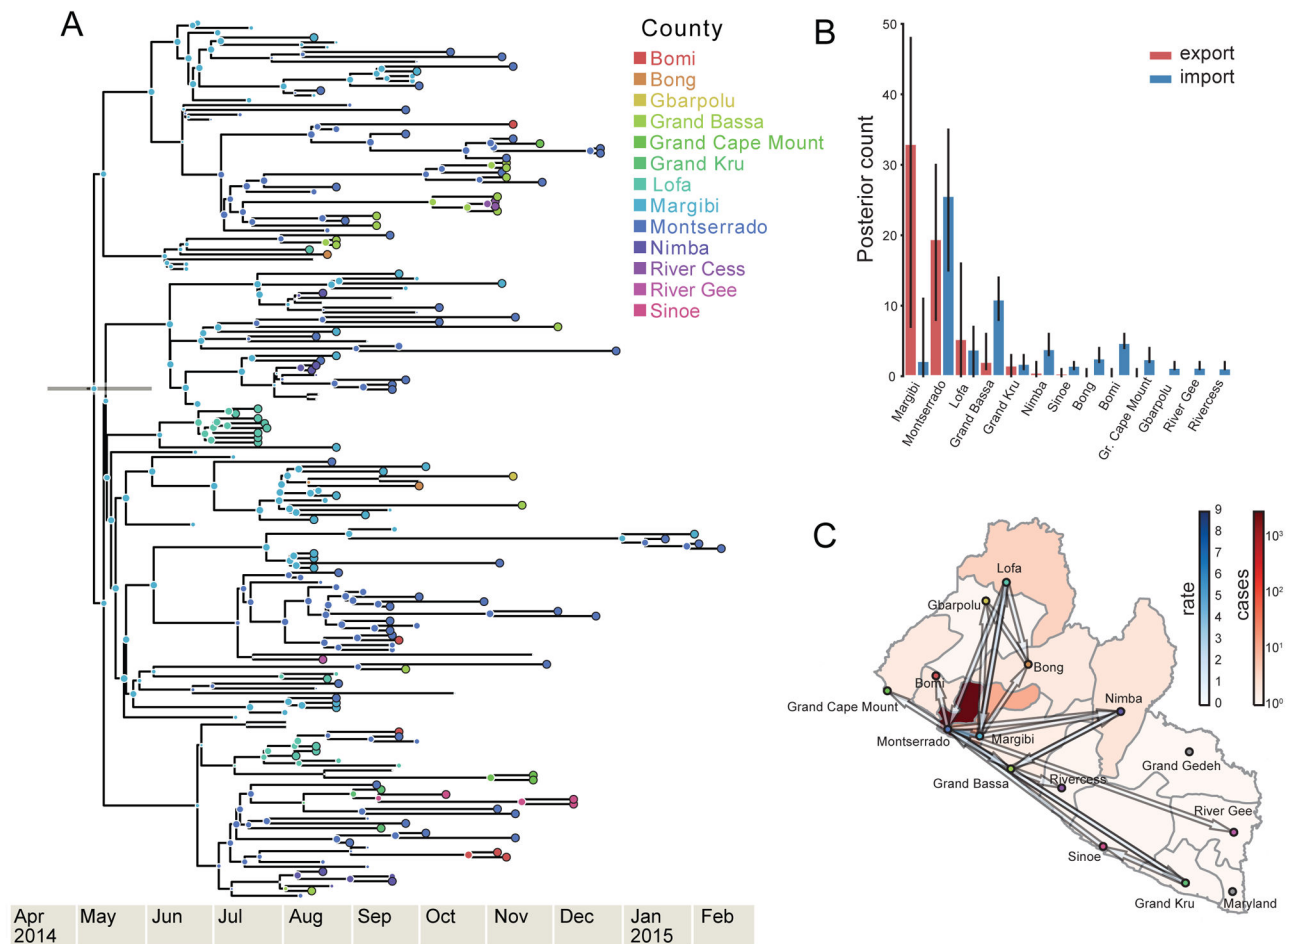 A
County
Bomi
Bong
Gbarpolu
Grand Bassa
Grand Cape Mount
Grand Kru
Lofa
Margibi
Montserrado
Nimba
River Cess
River Gee
Sinoe
Apr May Jun Jul Aug Sep Oct Nov Dec Jan Feb
2014 2015
B
export
import
Posterior count
50
40
30
20
10
0
Margibi
Montserrado
Lofa
Grand Bassa
Grand Kru
Nimba
Sinoe
Bong
Bomi
Gr. Cape Mount
Gbarpolu
River Gee
Rivercess
C
rate
9
8
7
6
5
4
3
2
1
0
cases
10³
10²
10¹
10⁰
Lofa
Gbarpolu
Bong
Bomi
Nimba
Grand Cape Mount
Montserrado
Margibi
Grand Gedeh
Grand Bassa
Rivercess
River Gee
Sinoe
Grand Kru
Maryland